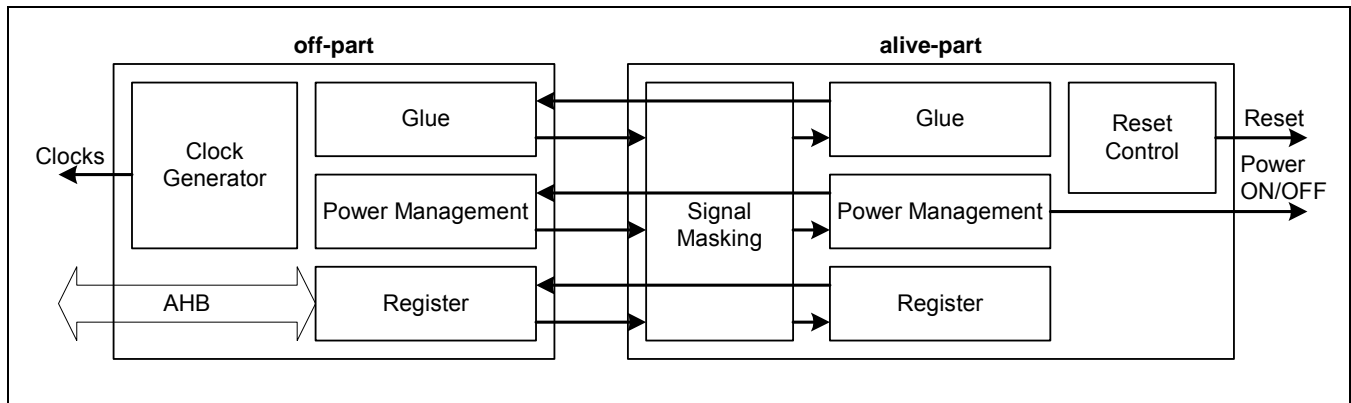 off-part
alive-part
Clock
Generator
Glue
Power Management
Register
Clocks
AHB
Signal
Masking
Glue
Power Management
Register
Reset
Control
Reset
Power
ON/OFF